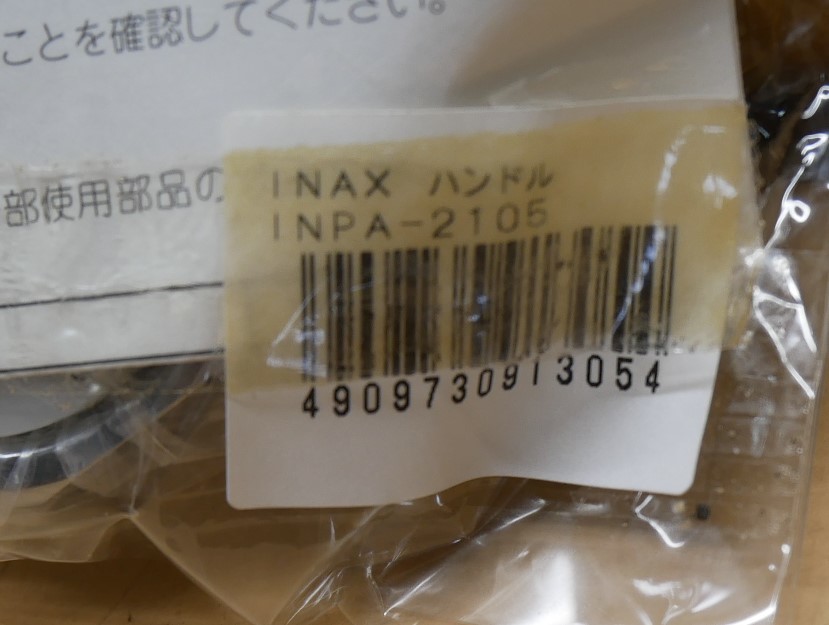 ことを確認してください。
部使用部品の
INAX ハンドル
INPA-2105
4909730913054